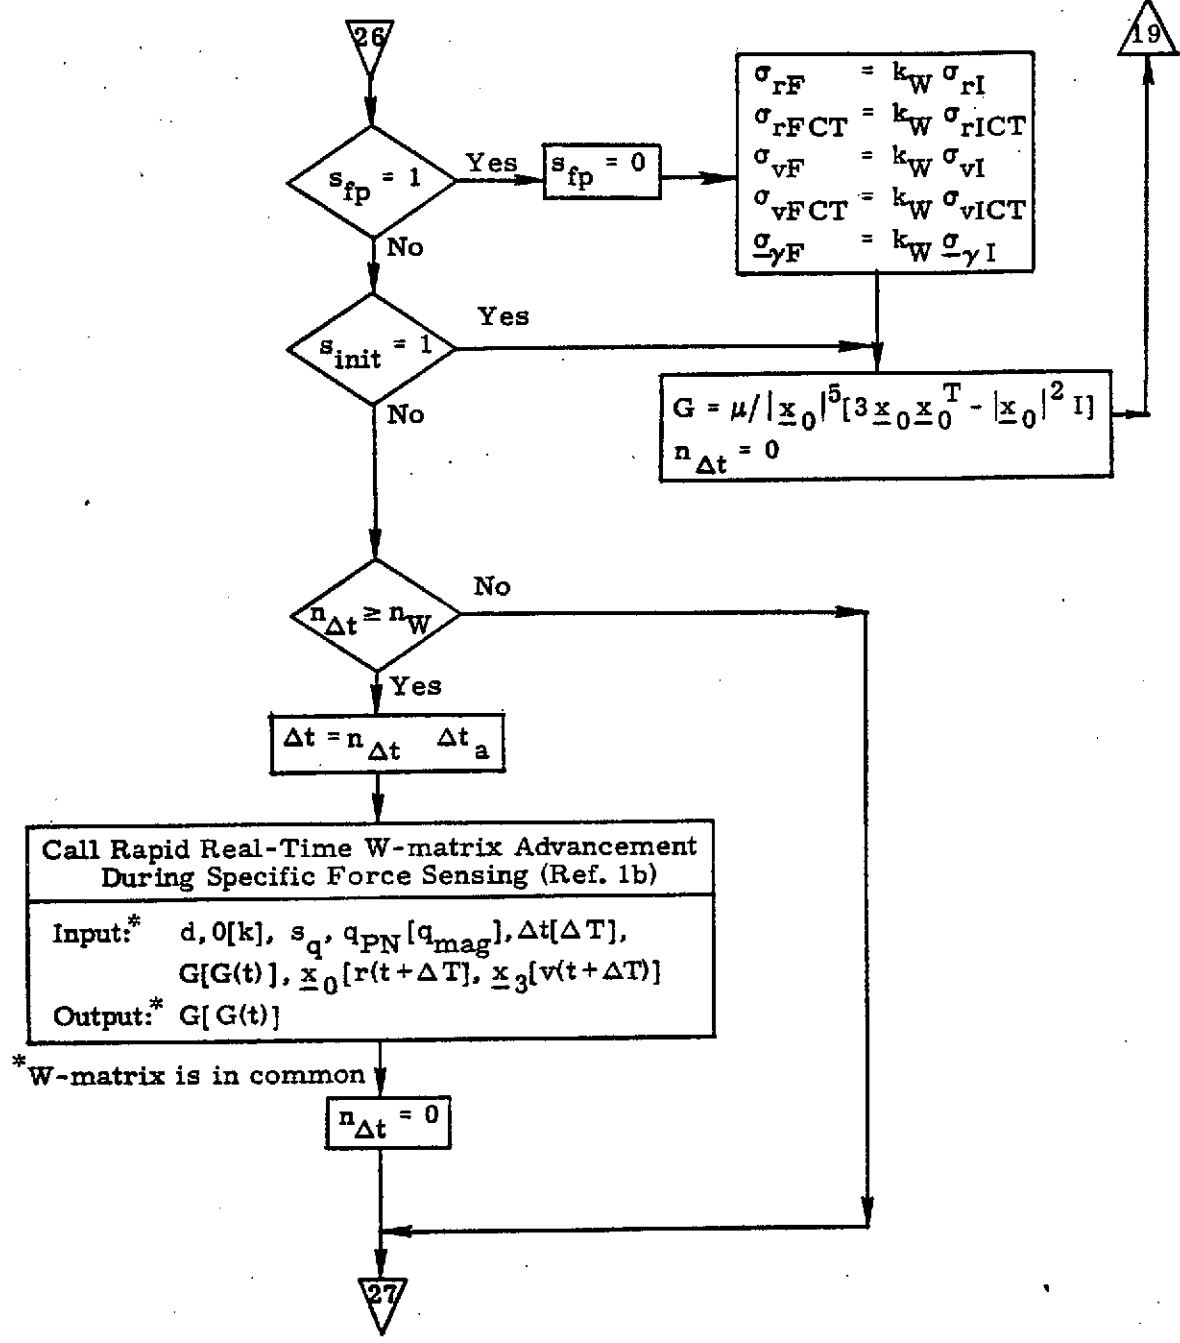 26
19
s_fp = 1
Yes
s_fp = 0
σ_rF = k_W σ_rI
σ_rFCT = k_W σ_rICT
σ_vF = k_W σ_vI
σ_vFCT = k_W σ_vICT
σ_γF = k_W σ_γI
No
s_init = 1
Yes
G = μ/|x_0|^5[3 x_0 x_0^T - |x_0|^2 I]
n_Δt = 0
No
n_Δt ≥ n_W
No
Yes
Δt = n_Δt Δt_a
Call Rapid Real-Time W-matrix Advancement
During Specific Force Sensing (Ref. 1b)
Input:* d, 0[k], s_q, q_PN[q_mag], Δt[ΔT],
G[G(t)], x_0[r(t+ΔT], x_3[v(t+ΔT)]
Output:* G[G(t)]
*W-matrix is in common
n_Δt = 0
27